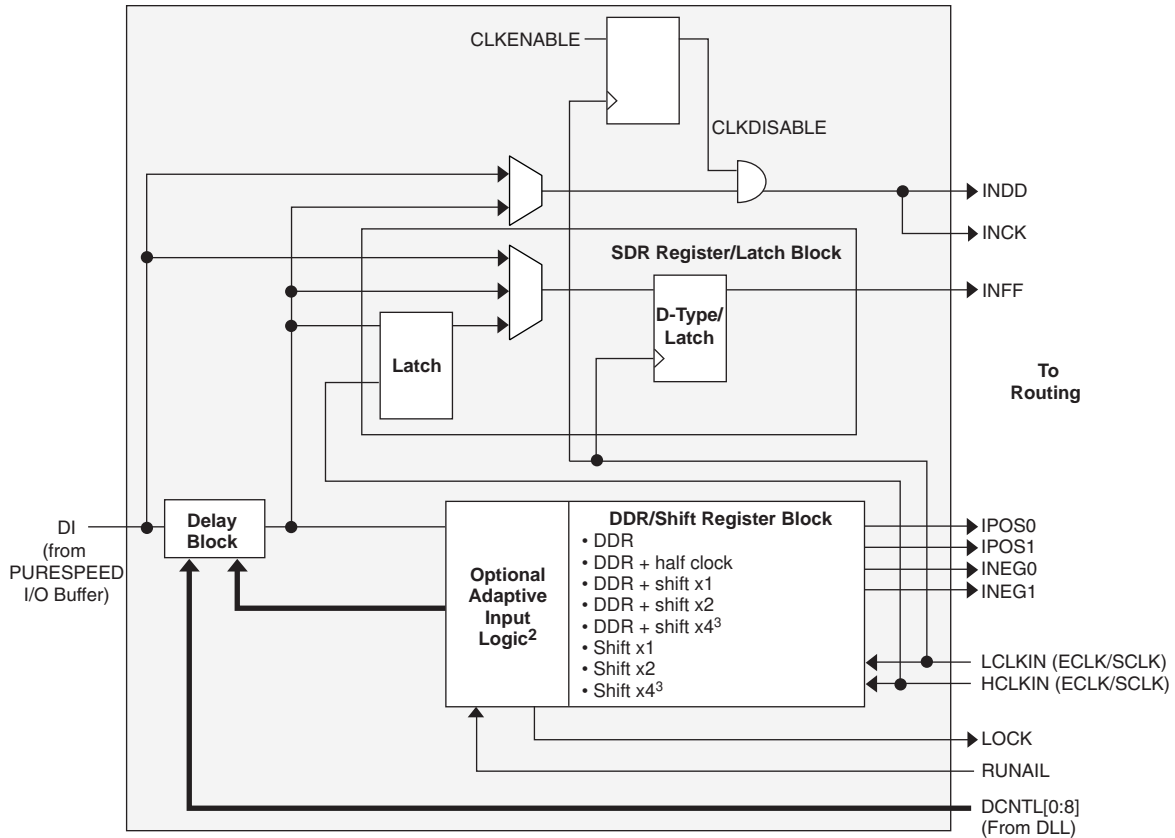 CLKENABLE
CLKDISABLE
INDD
INCK
SDR Register/Latch Block
INFF
D-Type/
Latch
Latch
To
Routing
DI
(from
PURESPEED
I/O Buffer)
Delay
Block
Optional
Adaptive
Input
Logic2
DDR/Shift Register Block
• DDR
• DDR + half clock
• DDR + shift x1
• DDR + shift x2
• DDR + shift x43
• Shift x1
• Shift x2
• Shift x43
IPOS0
IPOS1
INEG0
INEG1
LCLKIN (ECLK/SCLK)
HCLKIN (ECLK/SCLK)
LOCK
RUNAIL
DCNTL[0:8]
(From DLL)